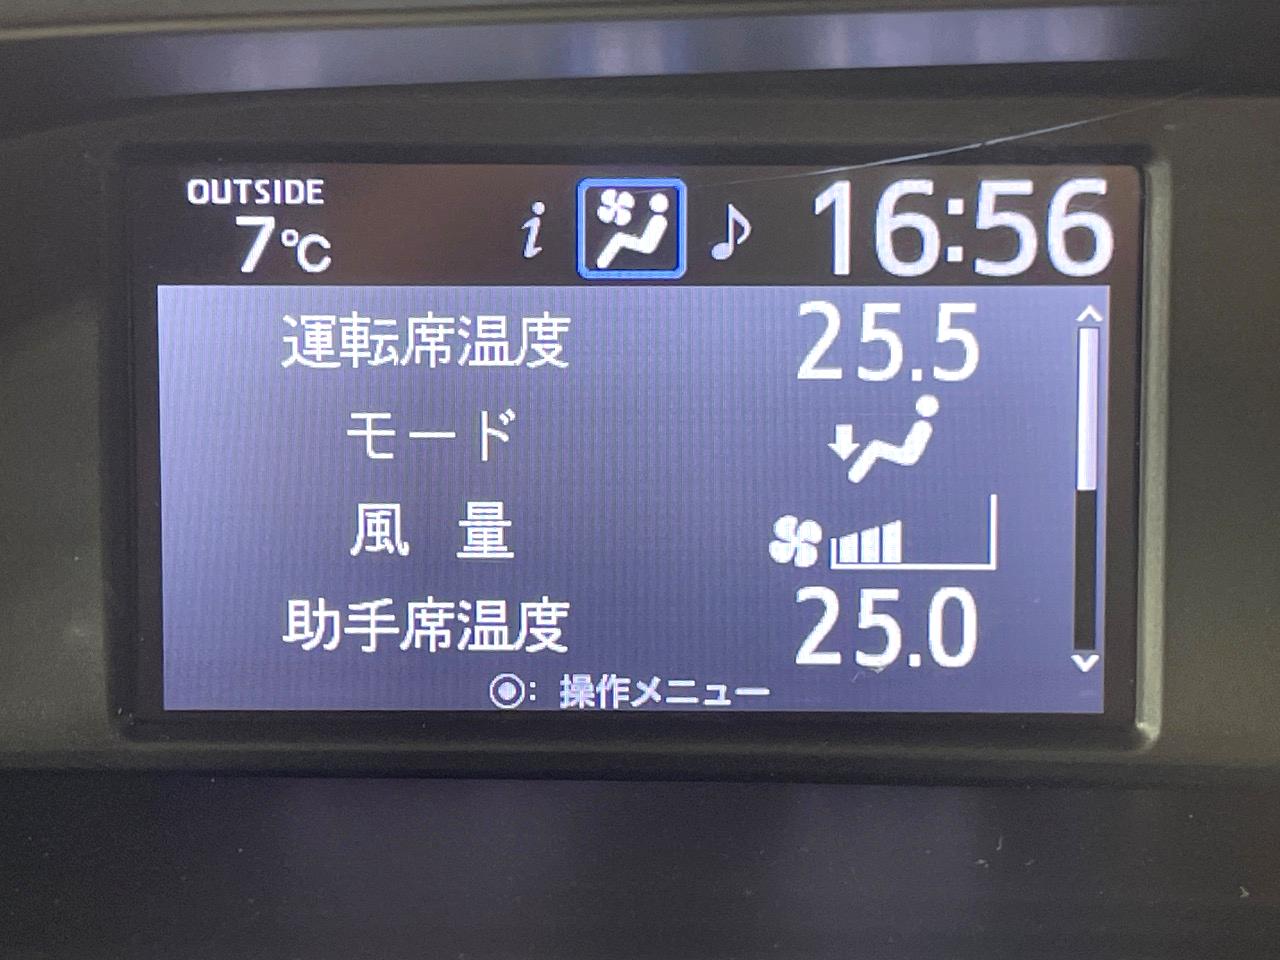 OUTSIDE
7℃
i
16:56
運転席温度 25.5
モード
風 量
助手席温度 25.0
◉: 操作メニュー